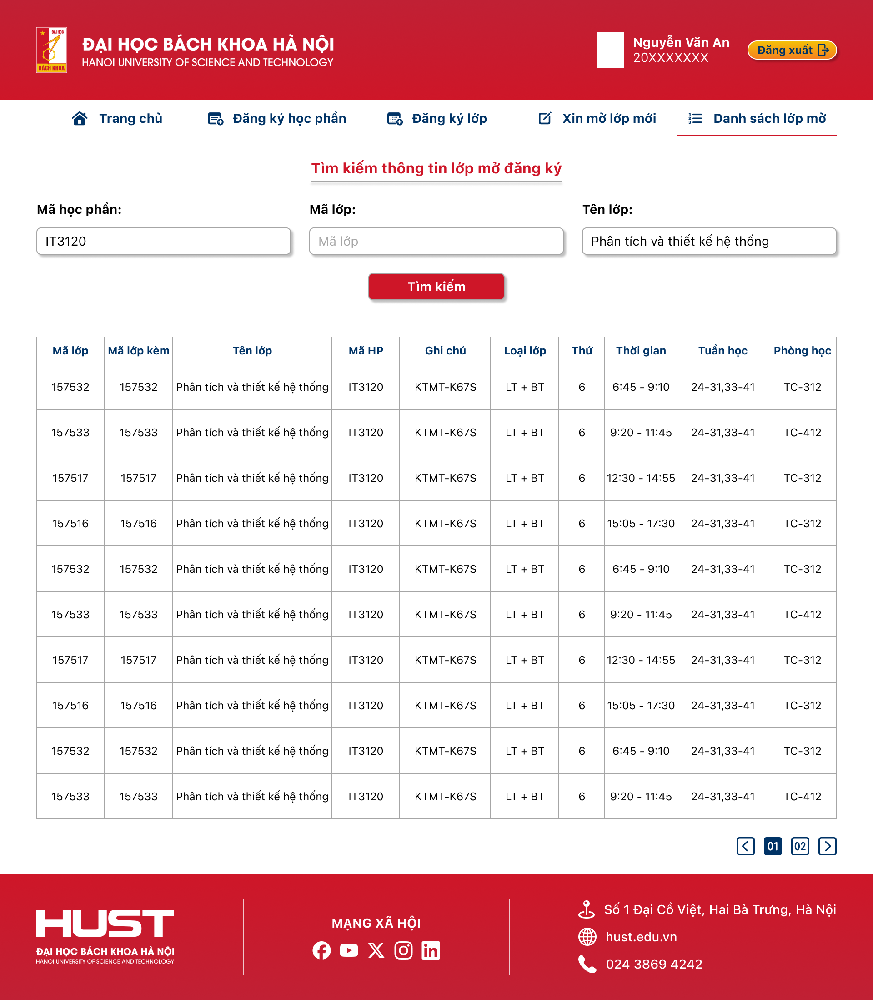 ĐẠI HỌC
BÁCH KHOA
ĐẠI HỌC BÁCH KHOA HÀ NỘI
HANOI UNIVERSITY OF SCIENCE AND TECHNOLOGY
Nguyễn Văn An
20XXXXXXX
Đăng xuất
Trang chủ
Đăng ký học phần
Đăng ký lớp
Xin mở lớp mới
Danh sách lớp mở
Tìm kiếm thông tin lớp mở đăng ký
Mã học phần:
Mã lớp:
Tên lớp:
IT3120
Mã lớp
Phân tích và thiết kế hệ thống
Tìm kiếm
Mã lớp Mã lớp kèm Tên lớp Mã HP Ghi chú Loại lớp Thứ Thời gian Tuần học Phòng học
157532 157532 Phân tích và thiết kế hệ thống IT3120 KTMT-K67S LT + BT 6 6:45 - 9:10 24-31,33-41 TC-312
157533 157533 Phân tích và thiết kế hệ thống IT3120 KTMT-K67S LT + BT 6 9:20 - 11:45 24-31,33-41 TC-412
157517 157517 Phân tích và thiết kế hệ thống IT3120 KTMT-K67S LT + BT 6 12:30 - 14:55 24-31,33-41 TC-312
157516 157516 Phân tích và thiết kế hệ thống IT3120 KTMT-K67S LT + BT 6 15:05 - 17:30 24-31,33-41 TC-312
157532 157532 Phân tích và thiết kế hệ thống IT3120 KTMT-K67S LT + BT 6 6:45 - 9:10 24-31,33-41 TC-312
157533 157533 Phân tích và thiết kế hệ thống IT3120 KTMT-K67S LT + BT 6 9:20 - 11:45 24-31,33-41 TC-412
157517 157517 Phân tích và thiết kế hệ thống IT3120 KTMT-K67S LT + BT 6 12:30 - 14:55 24-31,33-41 TC-312
157516 157516 Phân tích và thiết kế hệ thống IT3120 KTMT-K67S LT + BT 6 15:05 - 17:30 24-31,33-41 TC-312
157532 157532 Phân tích và thiết kế hệ thống IT3120 KTMT-K67S LT + BT 6 6:45 - 9:10 24-31,33-41 TC-312
157533 157533 Phân tích và thiết kế hệ thống IT3120 KTMT-K67S LT + BT 6 9:20 - 11:45 24-31,33-41 TC-412
01 02
HUST
ĐẠI HỌC BÁCH KHOA HÀ NỘI
HANOI UNIVERSITY OF SCIENCE AND TECHNOLOGY
MẠNG XÃ HỘI
Số 1 Đại Cồ Việt, Hai Bà Trưng, Hà Nội
hust.edu.vn
024 3869 4242